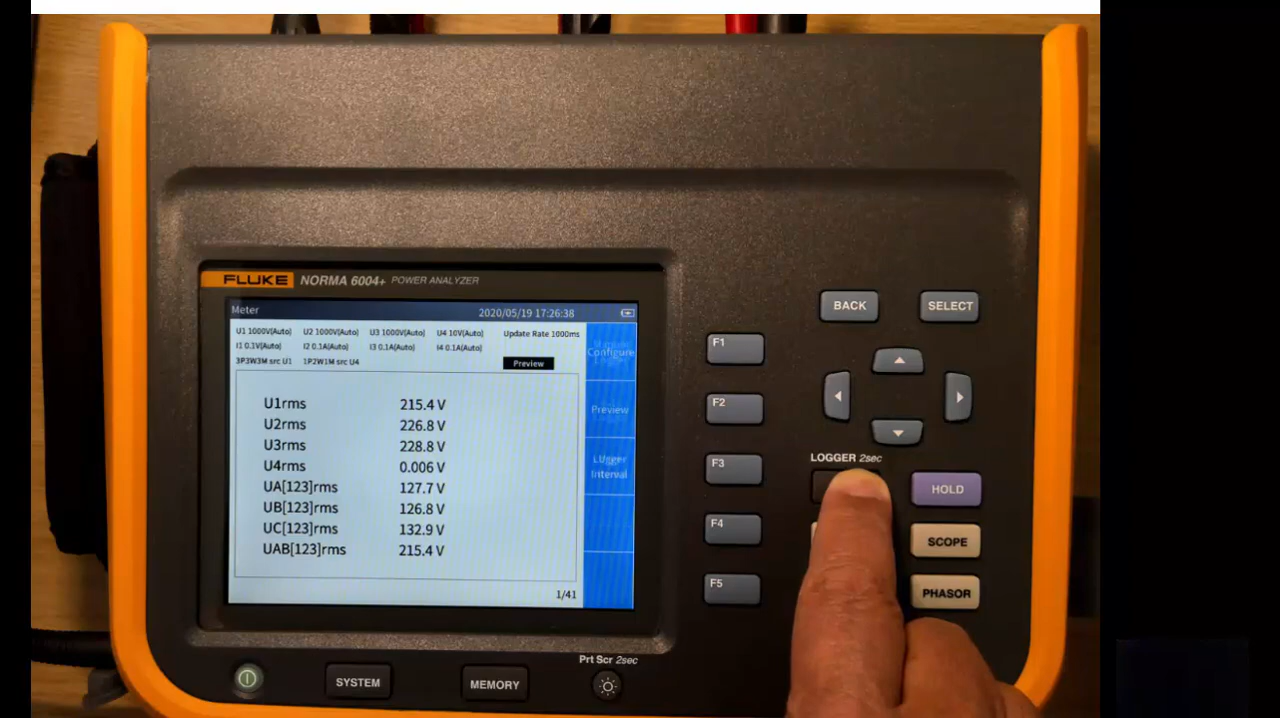 FLUKE NORMA 6004+ POWER ANALYZER
Meter 2020/05/19 17:26:38
U1 1000V(Auto) U2 1000V(Auto) U3 1000V(Auto) U4 10V(Auto) Update Rate 1000ms
I1 0.1V(Auto) I2 0.1A(Auto) I3 0.1A(Auto) I4 0.1A(Auto)
3P3W3M src U1 1P2W1M src U4 Preview
Configure
Preview
Interval
U1rms 215.4 V
U2rms 226.8 V
U3rms 228.8 V
U4rms 0.006 V
UA[123]rms 127.7 V
UB[123]rms 126.8 V
UC[123]rms 132.9 V
UAB[123]rms 215.4 V
1/41
F1
F2
F3
F4
F5
BACK SELECT
LOGGER 2sec
HOLD
SCOPE
PHASOR
Prt Scr 2sec
SYSTEM MEMORY